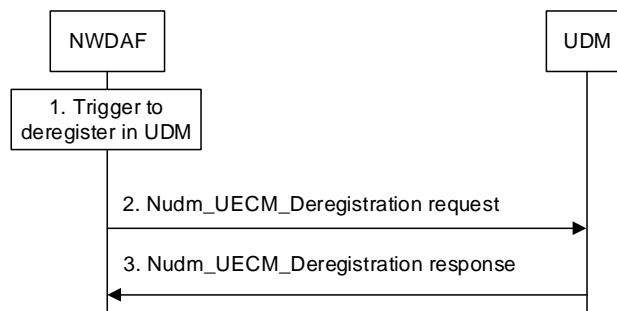 NWDAF
UDM
1. Trigger to
deregister in UDM
2. Nudm_UECM_Deregistration request
3. Nudm_UECM_Deregistration response